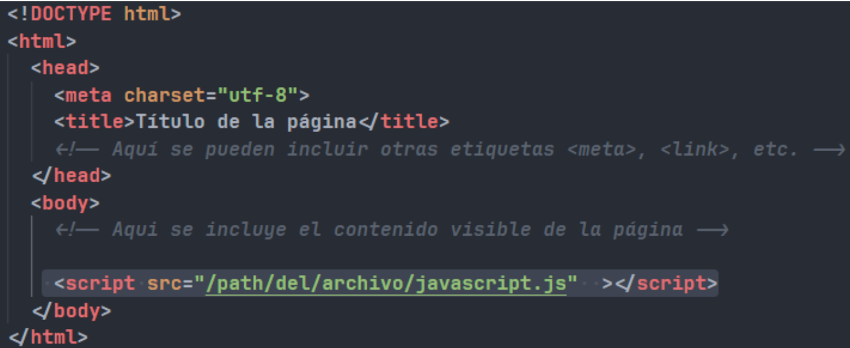 <!DOCTYPE html>
<html>
<head>
<meta charset="utf-8">
<title>Título de la página</title>
<!-- Aquí se pueden incluir otras etiquetas <meta>, <link>, etc. -->
</head>
<body>
<!-- Aqui se incluye el contenido visible de la página -->
<script src="/path/del/archivo/javascript.js"  ></script>
</body>
</html>